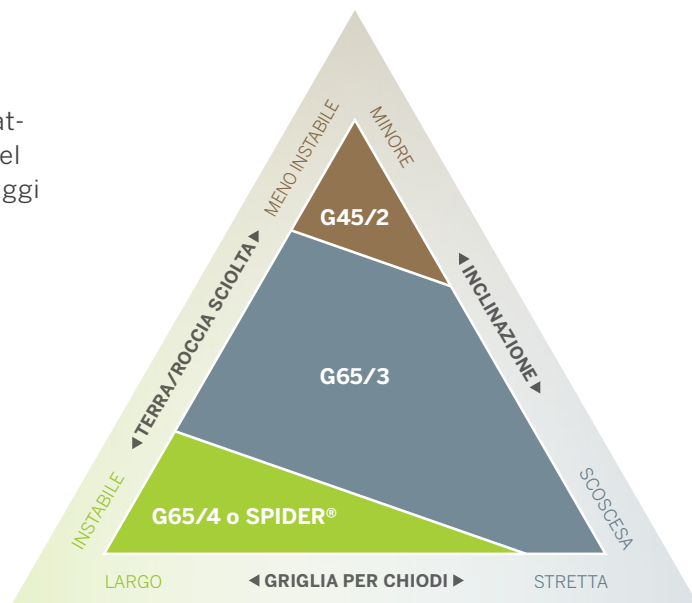 at-
el
ggi
MENO INSTABILE
MINORE
G45/2
◄TERRA/ROCCIA SCIOLTA►
◄INCLINAZIONE►
G65/3
INSTABILE
SCOSCESA
G65/4 o SPIDER®
LARGO
◄GRIGLIA PER CHIODI►
STRETTA